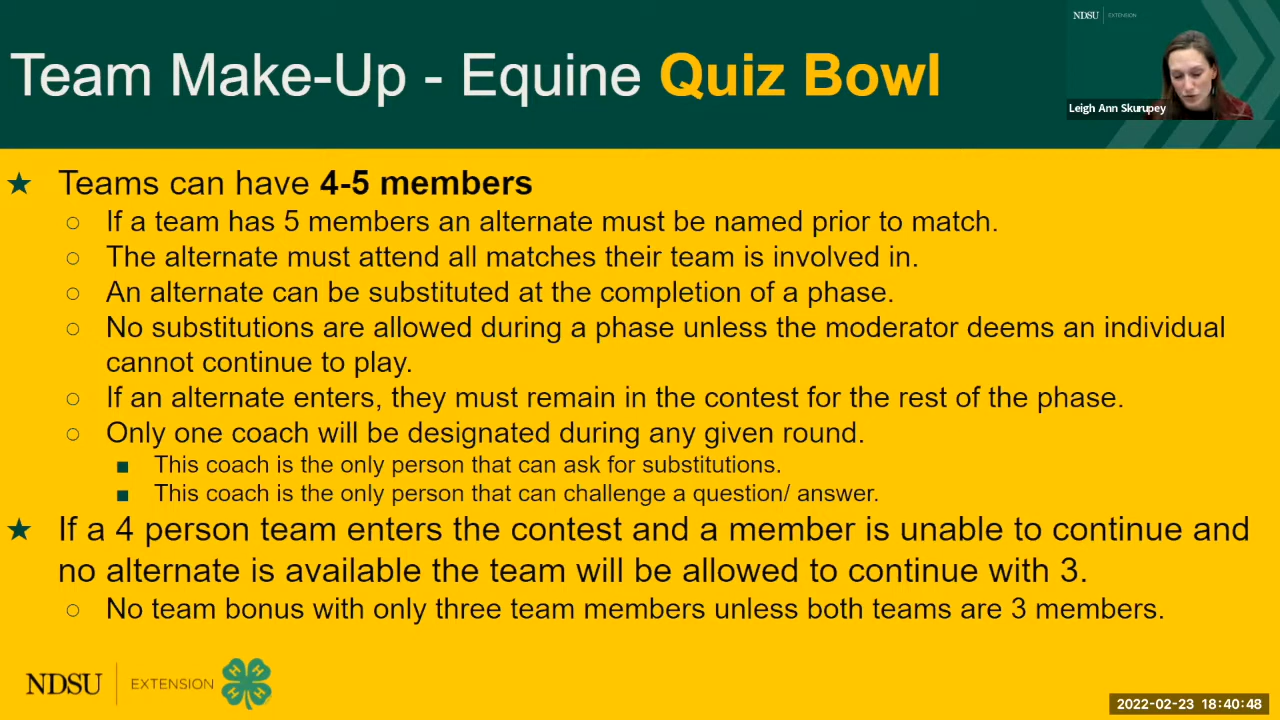 NDSU EXTENSION
Team Make-Up - Equine Quiz Bowl
Leigh Ann Skurupey
★ Teams can have 4-5 members
○ If a team has 5 members an alternate must be named prior to match.
○ The alternate must attend all matches their team is involved in.
○ An alternate can be substituted at the completion of a phase.
○ No substitutions are allowed during a phase unless the moderator deems an individual
cannot continue to play.
○ If an alternate enters, they must remain in the contest for the rest of the phase.
○ Only one coach will be designated during any given round.
■ This coach is the only person that can ask for substitutions.
■ This coach is the only person that can challenge a question/ answer.
★ If a 4 person team enters the contest and a member is unable to continue and
no alternate is available the team will be allowed to continue with 3.
○ No team bonus with only three team members unless both teams are 3 members.
NDSU EXTENSION H H H H
2022-02-23 18:40:48